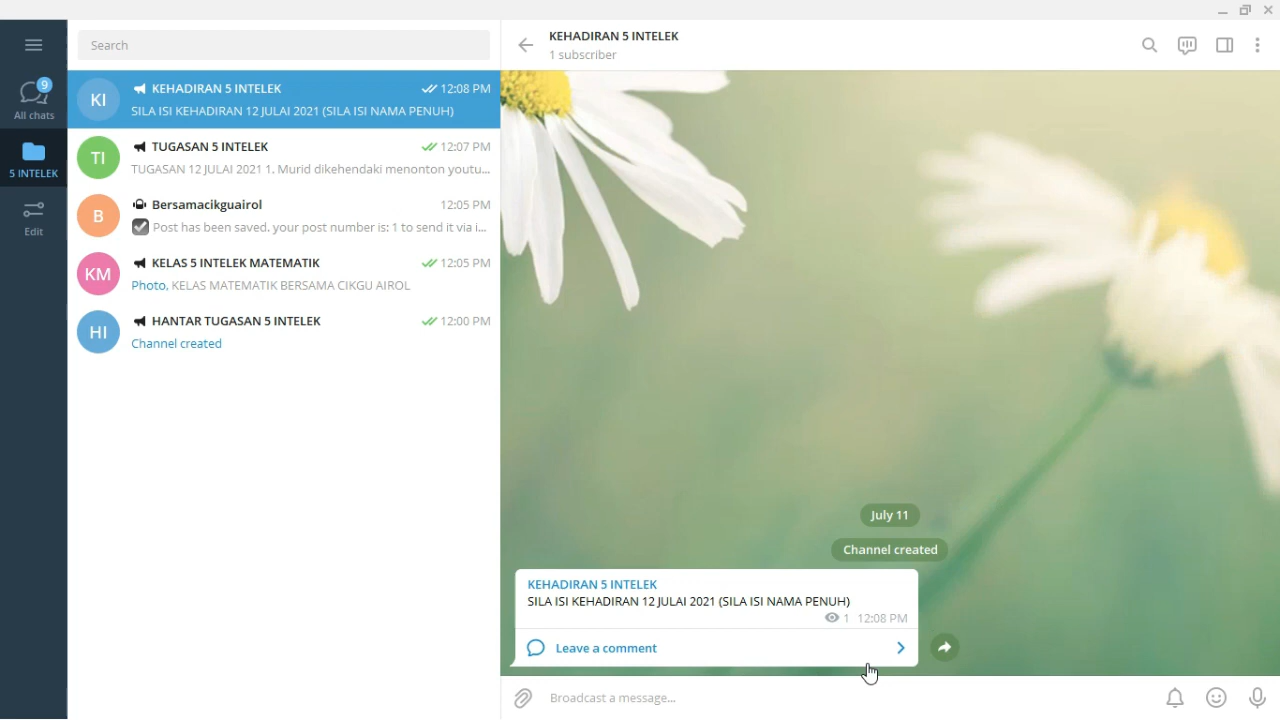 Search
9
All chats
5 INTELEK
Edit
KI
KEHADIRAN 5 INTELEK 12:08 PM
SILA ISI KEHADIRAN 12 JULAI 2021 (SILA ISI NAMA PENUH)
TI
TUGASAN 5 INTELEK 12:07 PM
TUGASAN 12 JULAI 2021 1. Murid dikehendaki menonton youtu...
B
Bersamacikguairol 12:05 PM
Post has been saved. your post number is: 1 to send it via i...
KM
KELAS 5 INTELEK MATEMATIK 12:05 PM
Photo, KELAS MATEMATIK BERSAMA CIKGU AIROL
HI
HANTAR TUGASAN 5 INTELEK 12:00 PM
Channel created
KEHADIRAN 5 INTELEK
1 subscriber
July 11
Channel created
KEHADIRAN 5 INTELEK
SILA ISI KEHADIRAN 12 JULAI 2021 (SILA ISI NAMA PENUH)
1 12:08 PM
Leave a comment
Broadcast a message...